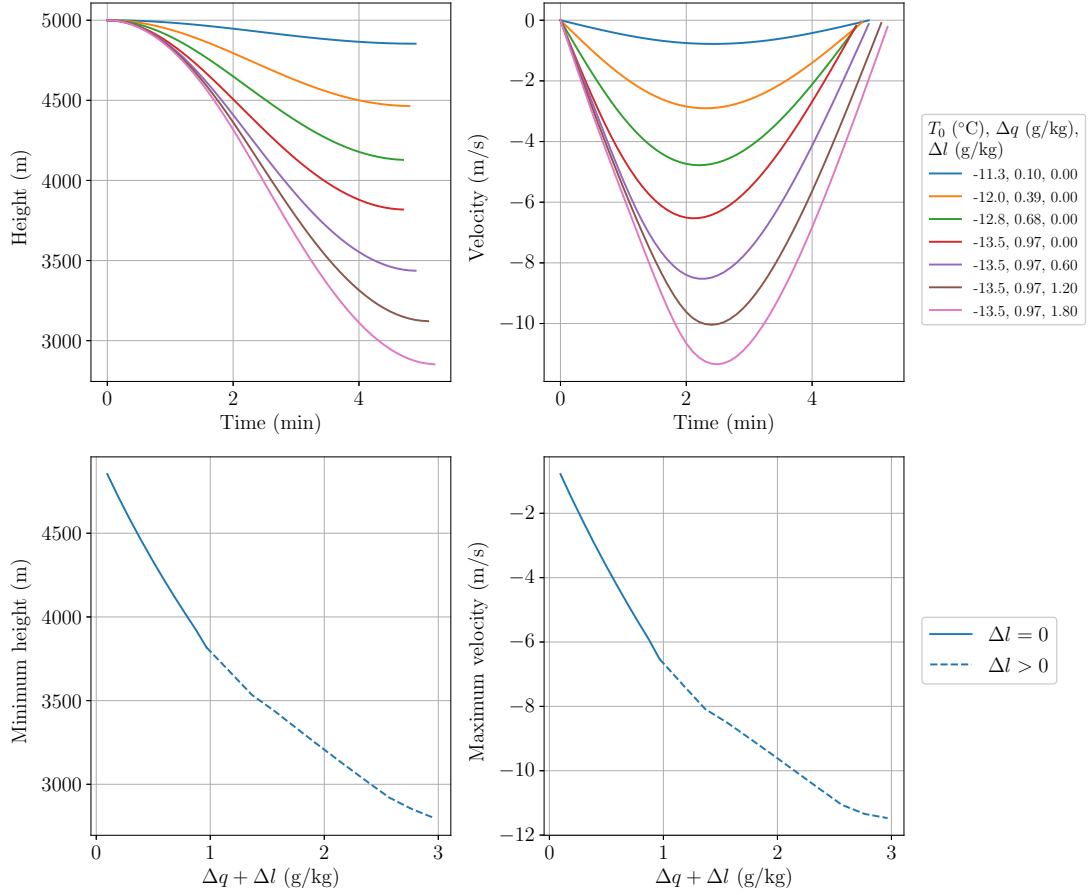 5000
4500
4000
3500
3000
Height (m)
0
2
4
Time (min)
0
−2
−4
−6
−8
−10
Velocity (m/s)
0
2
4
Time (min)
T0 (°C), Δq (g/kg),
Δl (g/kg)
-11.3, 0.10, 0.00
-12.0, 0.39, 0.00
-12.8, 0.68, 0.00
-13.5, 0.97, 0.00
-13.5, 0.97, 0.60
-13.5, 0.97, 1.20
-13.5, 0.97, 1.80
4500
4000
3500
3000
Minimum height (m)
0
1
2
3
Δq + Δl (g/kg)
−2
−4
−6
−8
−10
−12
Maximum velocity (m/s)
0
1
2
3
Δq + Δl (g/kg)
Δl = 0
Δl > 0